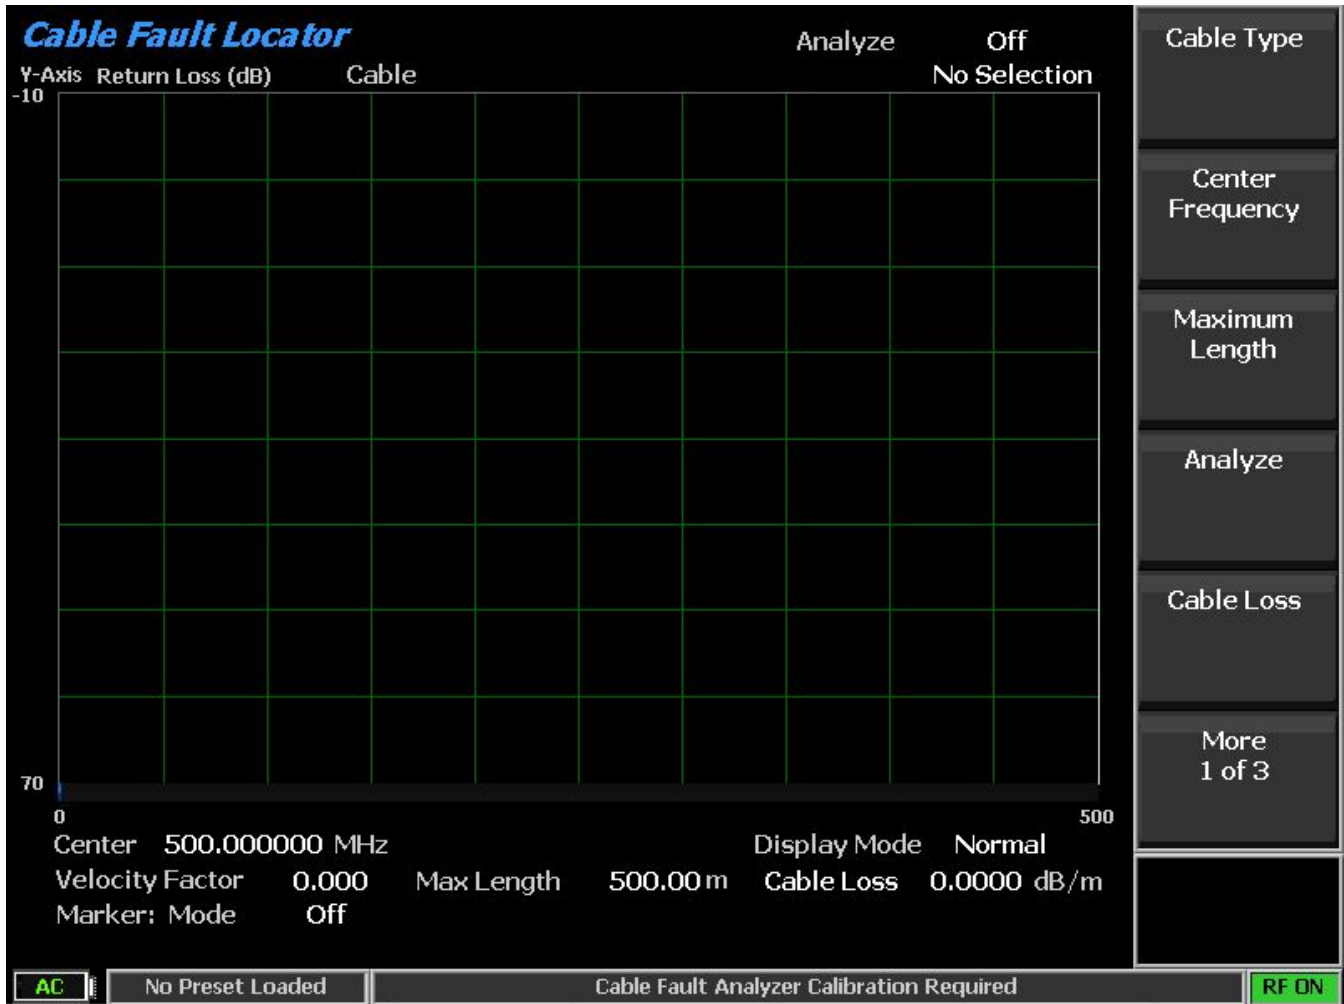 Cable Fault Locator
Analyze Off
Y-Axis Return Loss (dB) Cable No Selection
-10
70
0 500
Center 500.000000 MHz Display Mode Normal
Velocity Factor 0.000 Max Length 500.00 m Cable Loss 0.0000 dB/m
Marker: Mode Off
Cable Type
Center
Frequency
Maximum
Length
Analyze
Cable Loss
More
1 of 3
AC No Preset Loaded Cable Fault Analyzer Calibration Required RF ON